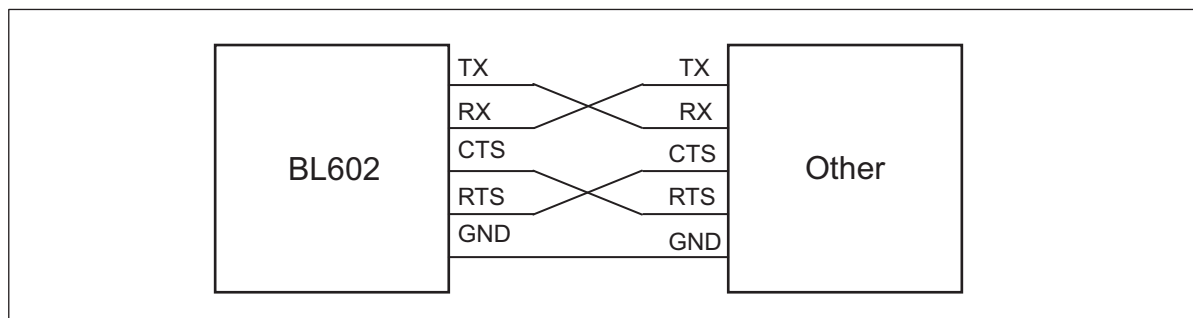 TX TX
RX RX
CTS CTS
BL602 Other
RTS RTS
GND GND